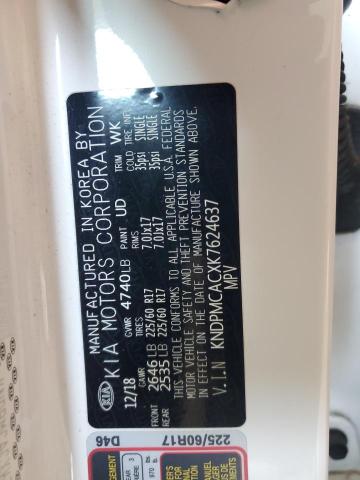 MANUFACTURED IN KOREA BY
KIA KIA MOTORS CORPORATION
12/18 GVWR 4740LB PAINT UD TRIM WK
GAWR TIRES RIMS COLD TIRE INF.
FRONT 2646LB 225/60 R17 7.0Jx17 35psi SINGLE
REAR 2535LB 225/60 R17 7.0Jx17 35psi SINGLE
THIS VEHICLE CONFORMS TO ALL APPLICABLE U.S.A. FEDERAL
MOTOR VEHICLE SAFETY AND THEFT PREVENTION STANDARDS
IN EFFECT ON THE DATE OF MANUFACTURE SHOWN ABOVE.
V.I.N KNDPMCACXK7624637
MPV
D46
225/60R17